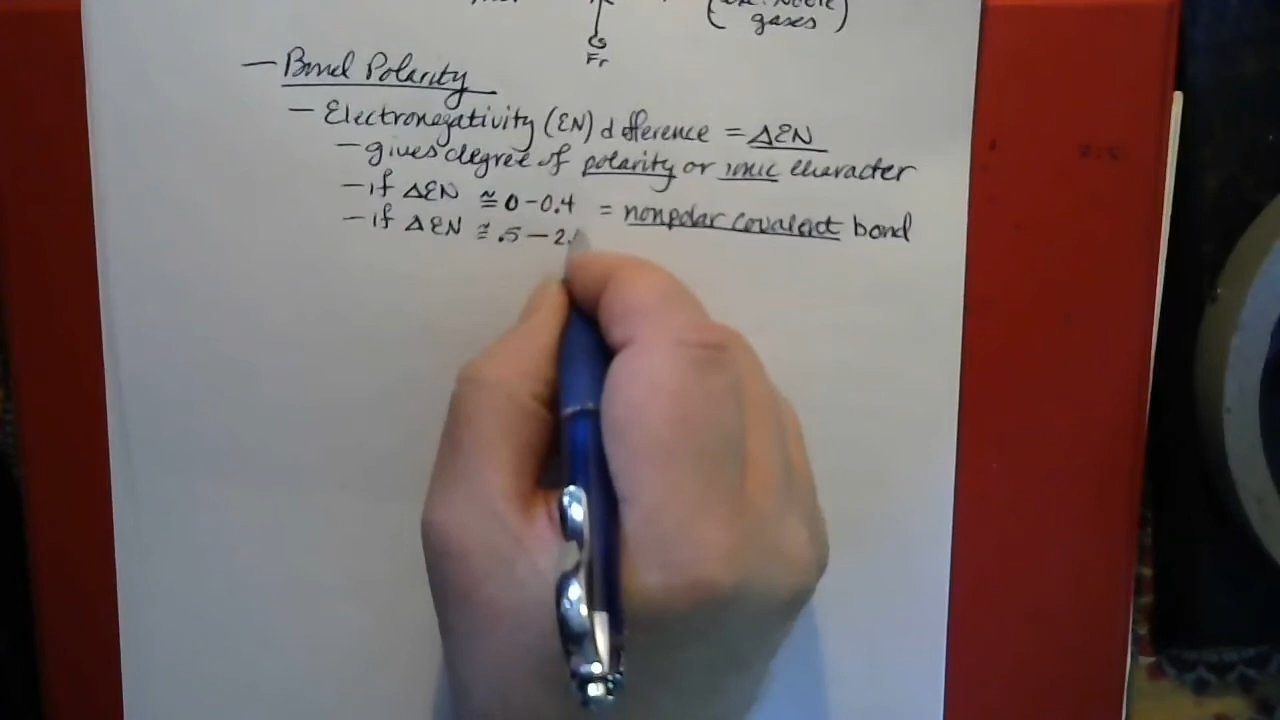 gases)
Fr
— Bond Polarity
— Electronegativity (EN) difference = ΔEN
— gives degree of polarity or ionic character
— if ΔEN ≅ 0-0.4 = nonpolar covalent bond
— if ΔEN ≅ .5 – 2.